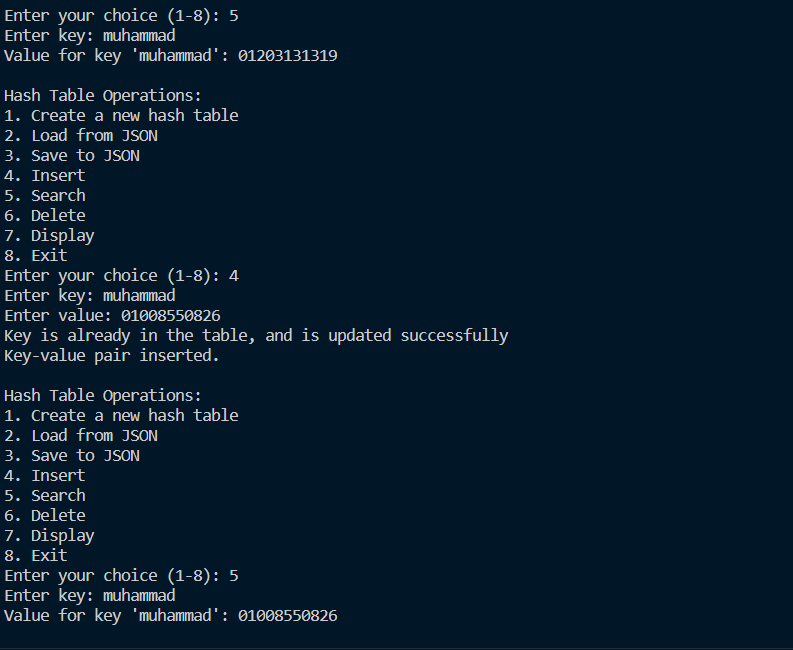 Enter your choice (1-8): 5
Enter key: muhammad
Value for key 'muhammad': 01203131319
Hash Table Operations:
1. Create a new hash table
2. Load from JSON
3. Save to JSON
4. Insert
5. Search
6. Delete
7. Display
8. Exit
Enter your choice (1-8): 4
Enter key: muhammad
Enter value: 01008550826
Key is already in the table, and is updated successfully
Key-value pair inserted.
Hash Table Operations:
1. Create a new hash table
2. Load from JSON
3. Save to JSON
4. Insert
5. Search
6. Delete
7. Display
8. Exit
Enter your choice (1-8): 5
Enter key: muhammad
Value for key 'muhammad': 01008550826